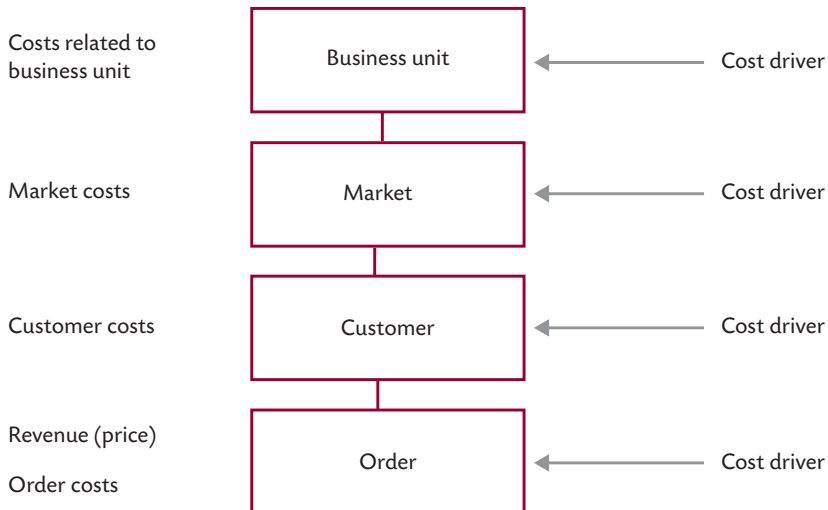 Costs related to
business unit
Business unit
Cost driver
Market costs
Market
Cost driver
Customer costs
Customer
Cost driver
Revenue (price)
Order costs
Order
Cost driver